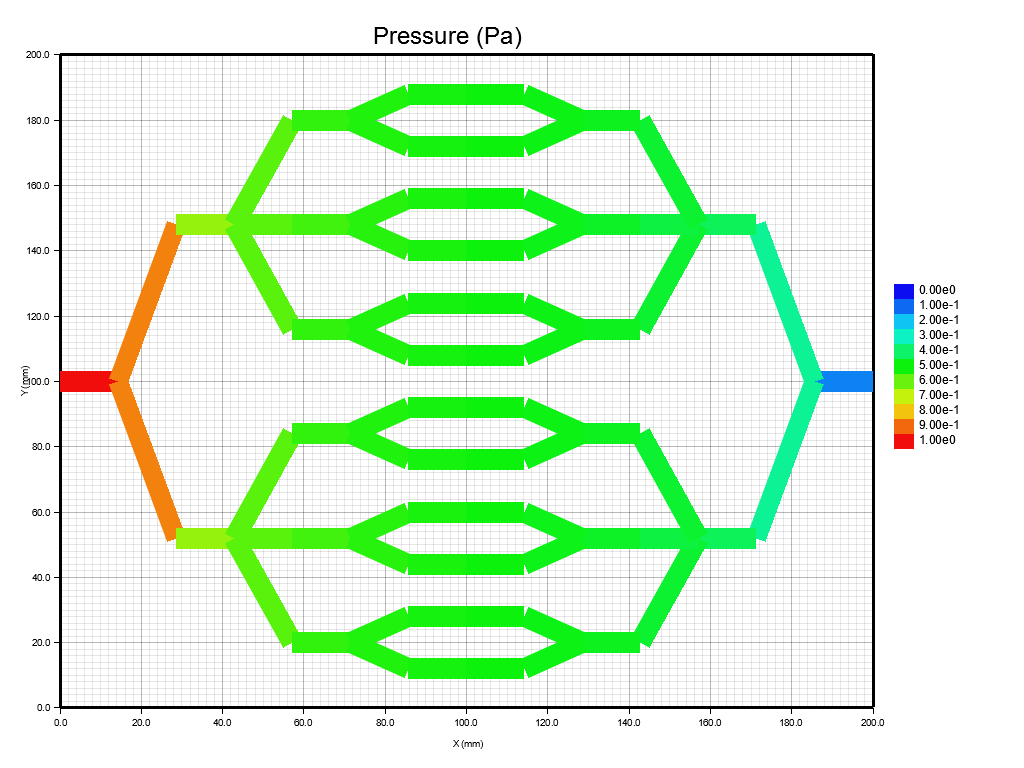 Pressure (Pa)
200.0
180.0
160.0
140.0
120.0
100.0
80.0
60.0
40.0
20.0
0.0
Y (mm)
0.0 20.0 40.0 60.0 80.0 100.0 120.0 140.0 160.0 180.0 200.0
X (mm)
0.00e0
1.00e-1
2.00e-1
3.00e-1
4.00e-1
5.00e-1
6.00e-1
7.00e-1
8.00e-1
9.00e-1
1.00e0